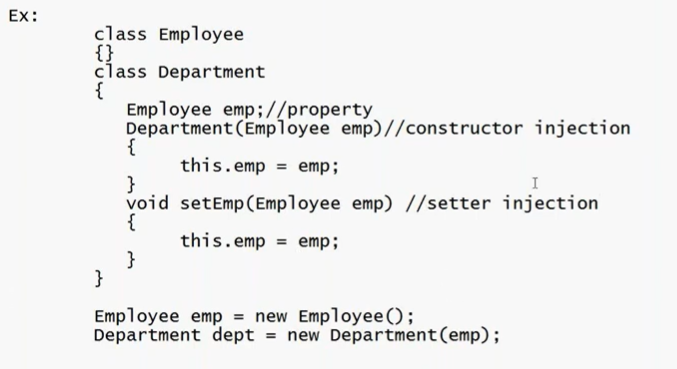 Ex:
class Employee
{}
class Department
{
Employee emp;//property
Department(Employee emp)//constructor injection
{
this.emp = emp;
}
void setEmp(Employee emp) //setter injection
{
this.emp = emp;
}
}
Employee emp = new Employee();
Department dept = new Department(emp);